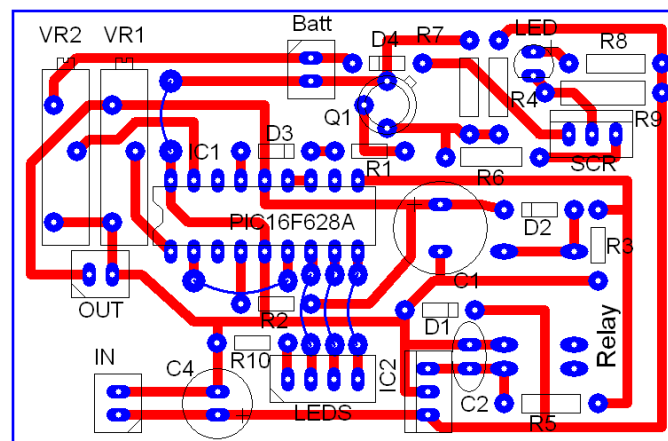 VR2 VR1
Batt
D4
R7
LED
R8
R4
R9
Q1
IC1
D3
R1
R6
SCR
PIC16F628A
D2
R3
C1
OUT
R2
D1
Relay
IN
C4
R10
LEDS
IC2
C2
R5